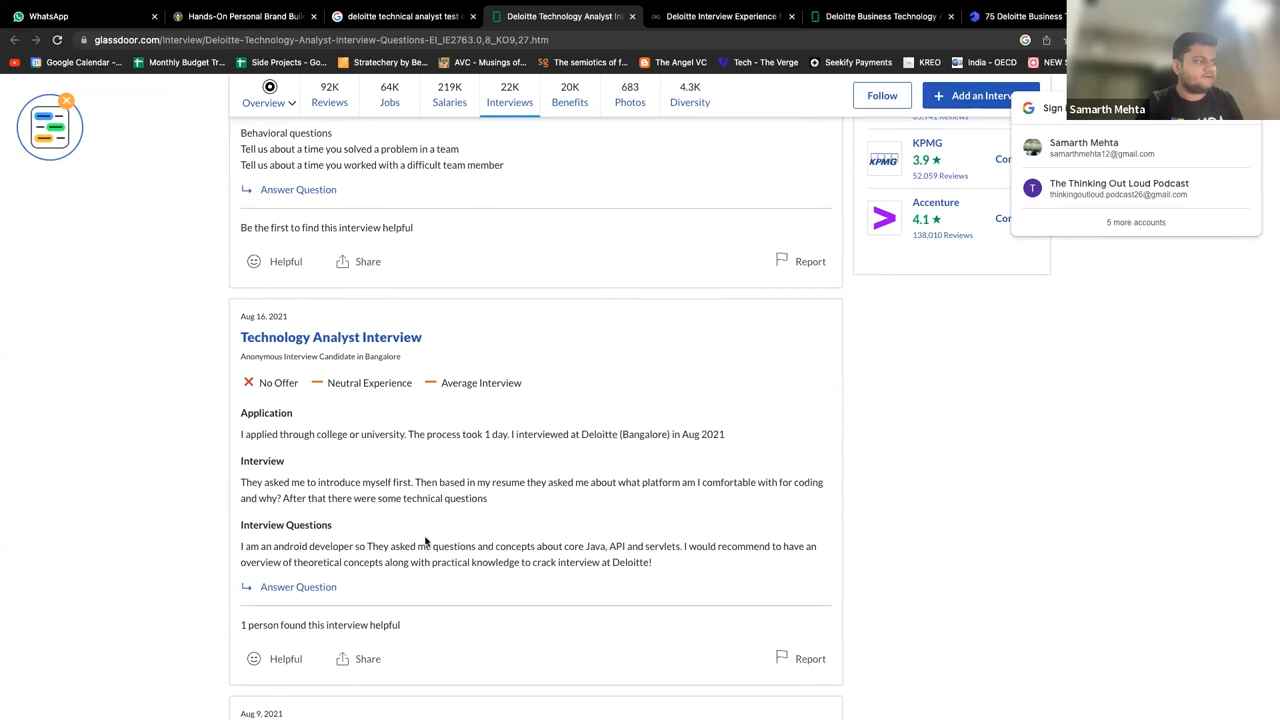 WhatsApp
Hands-On Personal Brand Buil
deloitte technical analyst test
Deloitte Technology Analyst In
Deloitte Interview Experience
Deloitte Business Technology
75 Deloitte Business
glassdoor.com/Interview/Deloitte-Technology-Analyst-Interview-Questions-EI_IE2763.0,8_KO9,27.htm
Google Calendar -...
Monthly Budget Tr...
Side Projects - Go...
Stratechery by Be...
AVC - Musings of...
The semiotics of f...
The Angel VC
Tech - The Verge
Seekify Payments
KREO
India - OECD
NEW
Samarth Mehta
Overview
92K
Reviews
64K
Jobs
219K
Salaries
22K
Interviews
4K
Benefits
683
Photos
4.3K
Diversity
Follow
+ Add an Interv
Sign
Samarth Mehta
samarthmehta12@gmail.com
The Thinking Out Loud Podcast
thinkingoutloud.podcast26@gmail.com
5 more accounts
Behavioral questions
Tell us about a time you solved a problem in a team
Tell us about a time you worked with a difficult team member
Answer Question
Be the first to find this interview helpful
Helpful
Share
Report
KPMG
KPMG
3.9 ★
52,059 Reviews
Accenture
4.1 ★
138,010 Reviews
Aug 16, 2021
Technology Analyst Interview
Anonymous Interview Candidate in Bangalore
No Offer
Neutral Experience
Average Interview
Application
I applied through college or university. The process took 1 day. I interviewed at Deloitte (Bangalore) in Aug 2021
Interview
They asked me to introduce myself first. Then based in my resume they asked me about what platform am I comfortable with for coding
and why? After that there were some technical questions
Interview Questions
I am an android developer so They asked me questions and concepts about core Java, API and servlets. I would recommend to have an
overview of theoretical concepts along with practical knowledge to crack interview at Deloitte!
Answer Question
1 person found this interview helpful
Helpful
Share
Report
Aug 9, 2021